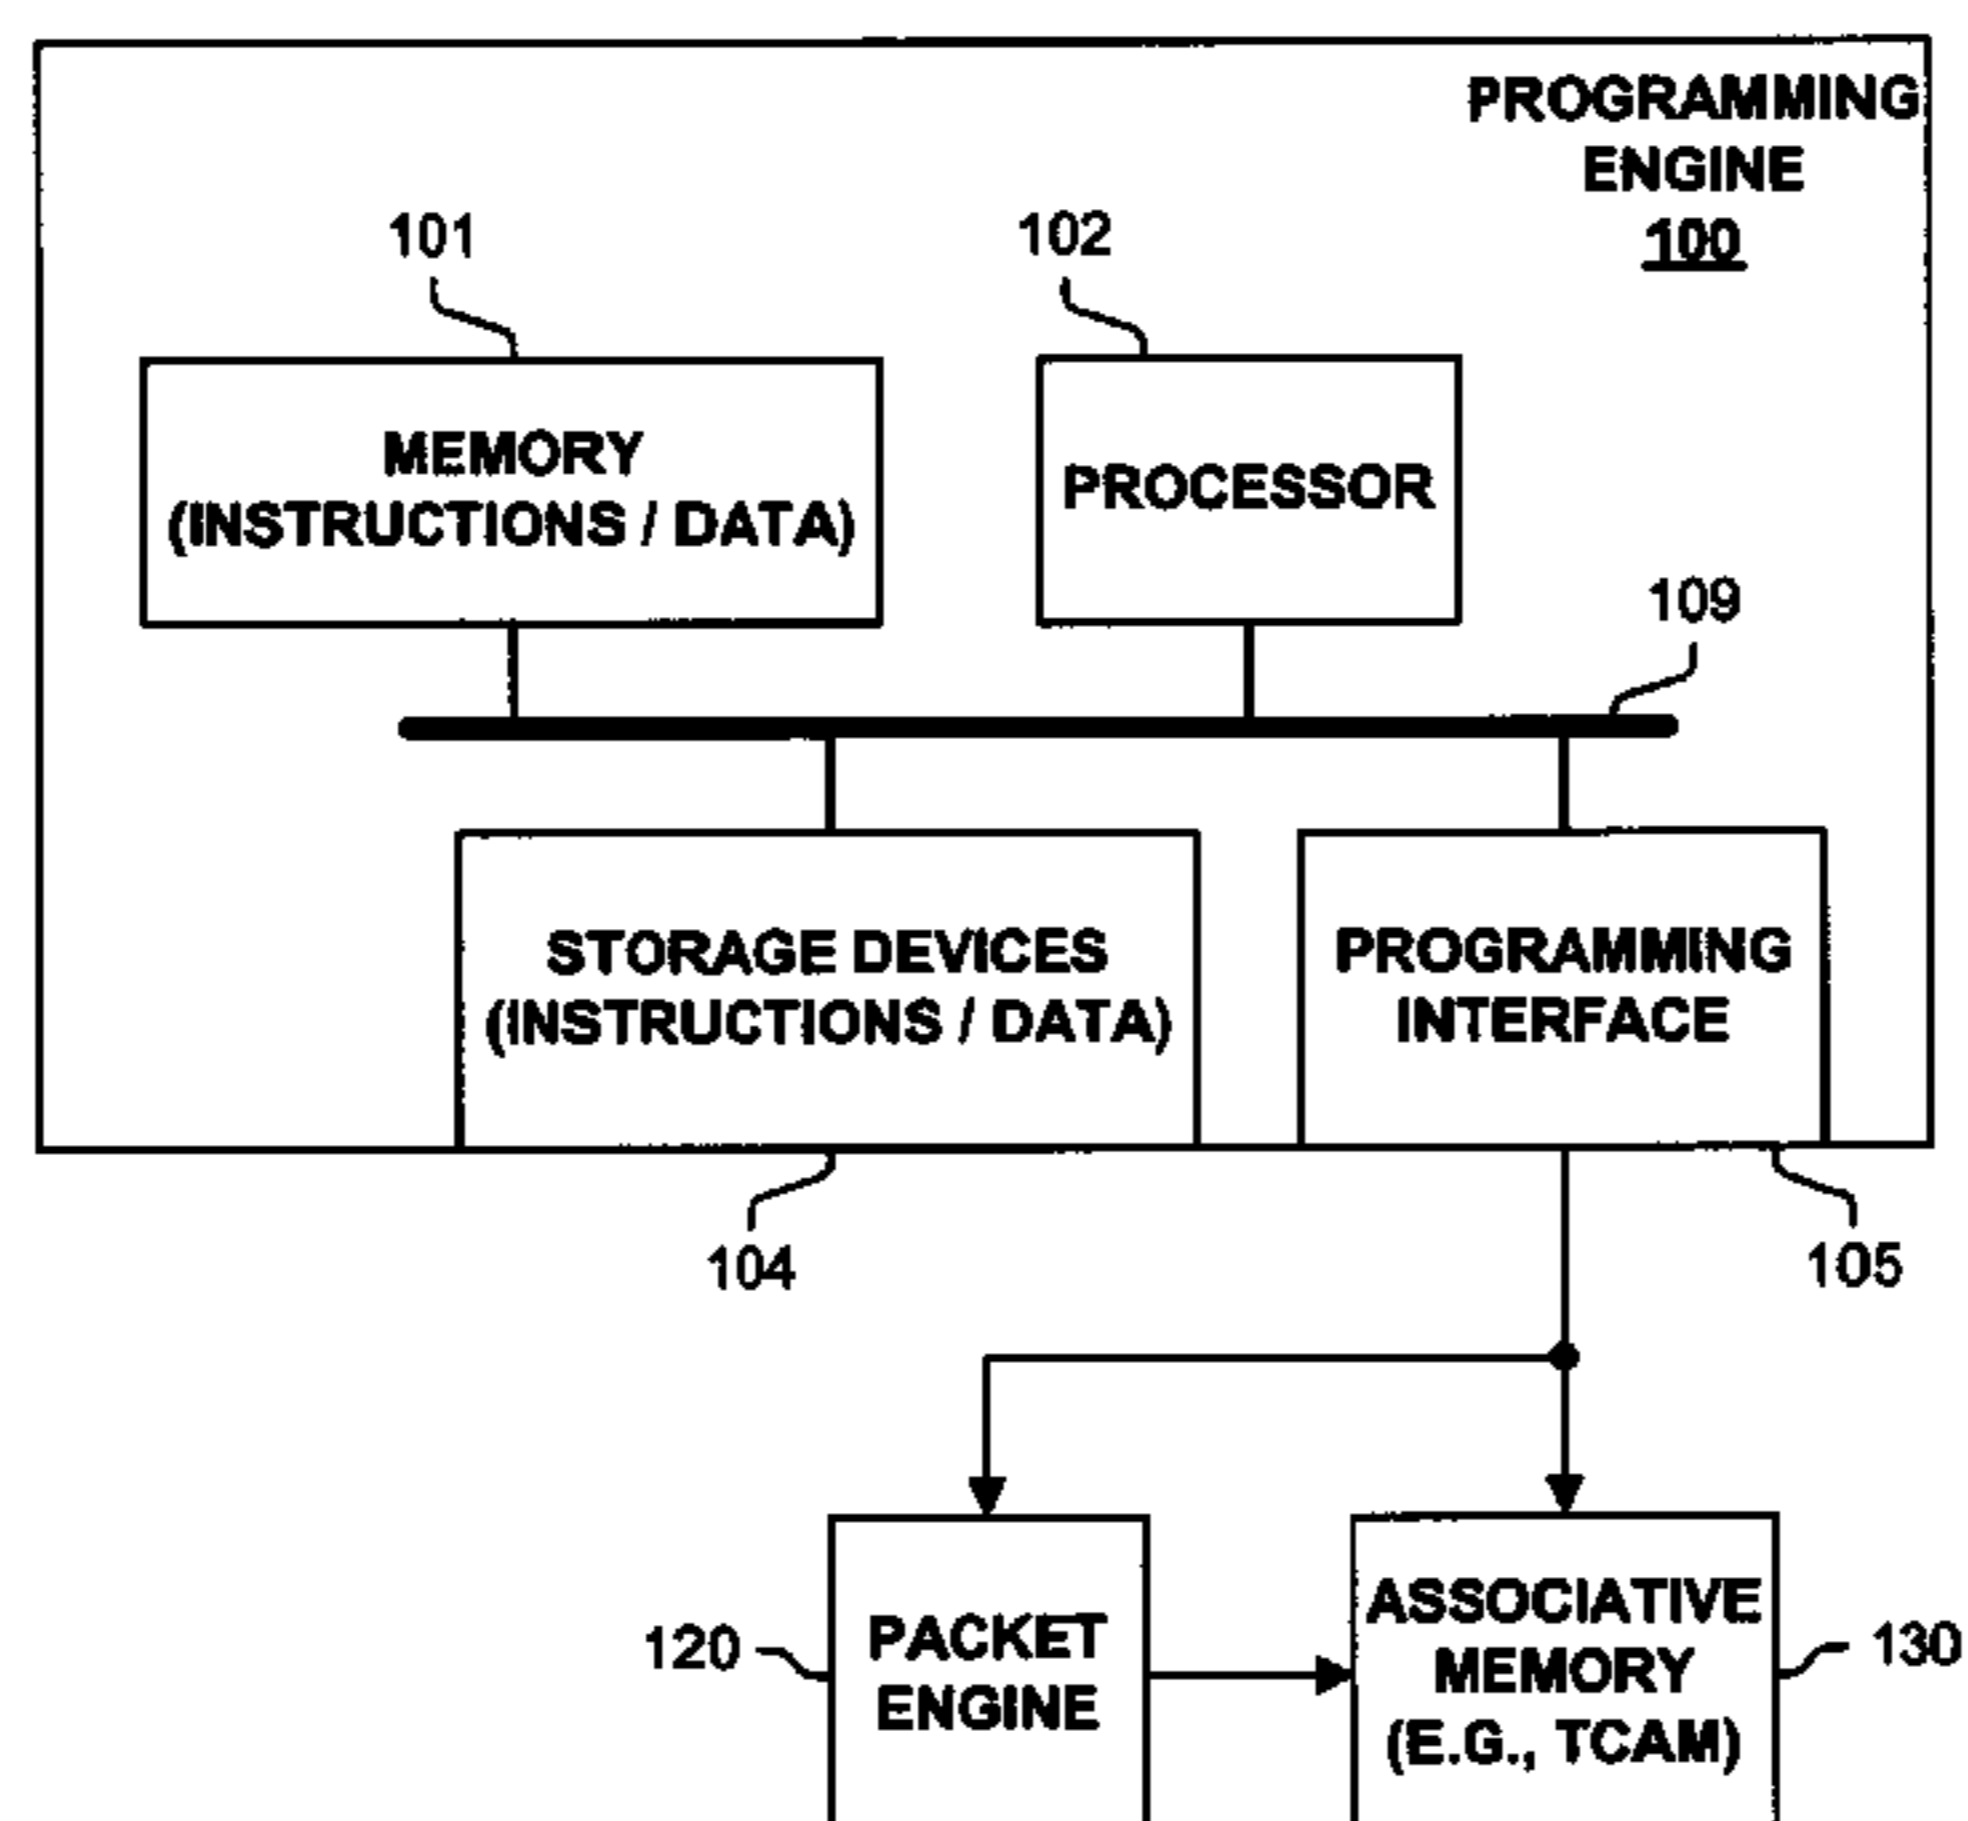 PROGRAMMING
ENGINE
100
101
102
MEMORY
(INSTRUCTIONS / DATA)
PROCESSOR
109
STORAGE DEVICES
(INSTRUCTIONS / DATA)
PROGRAMMING
INTERFACE
104
105
120
PACKET
ENGINE
ASSOCIATIVE
MEMORY
(E.G., TCAM)
130